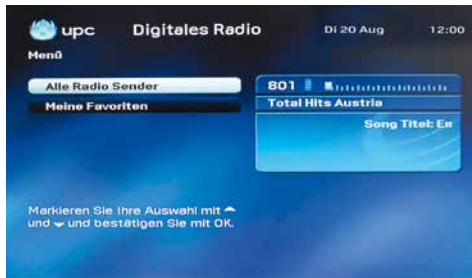 upc Digitales Radio Di 20 Aug 12:00
Menü
Alle Radio Sender
Meine Favoriten
801
Total Hits Austria
Song Titel: Err
Markieren Sie Ihre Auswahl mit
und und bestätigen Sie mit OK.